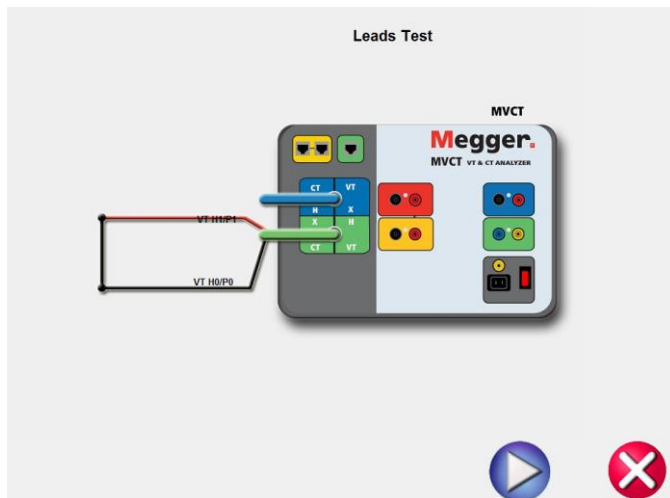 Leads Test
MVCT
Megger.
MVCT VT & CT ANALYZER
CT VT
H X
X H
CT VT
VT H1/P1
VT H0/P0